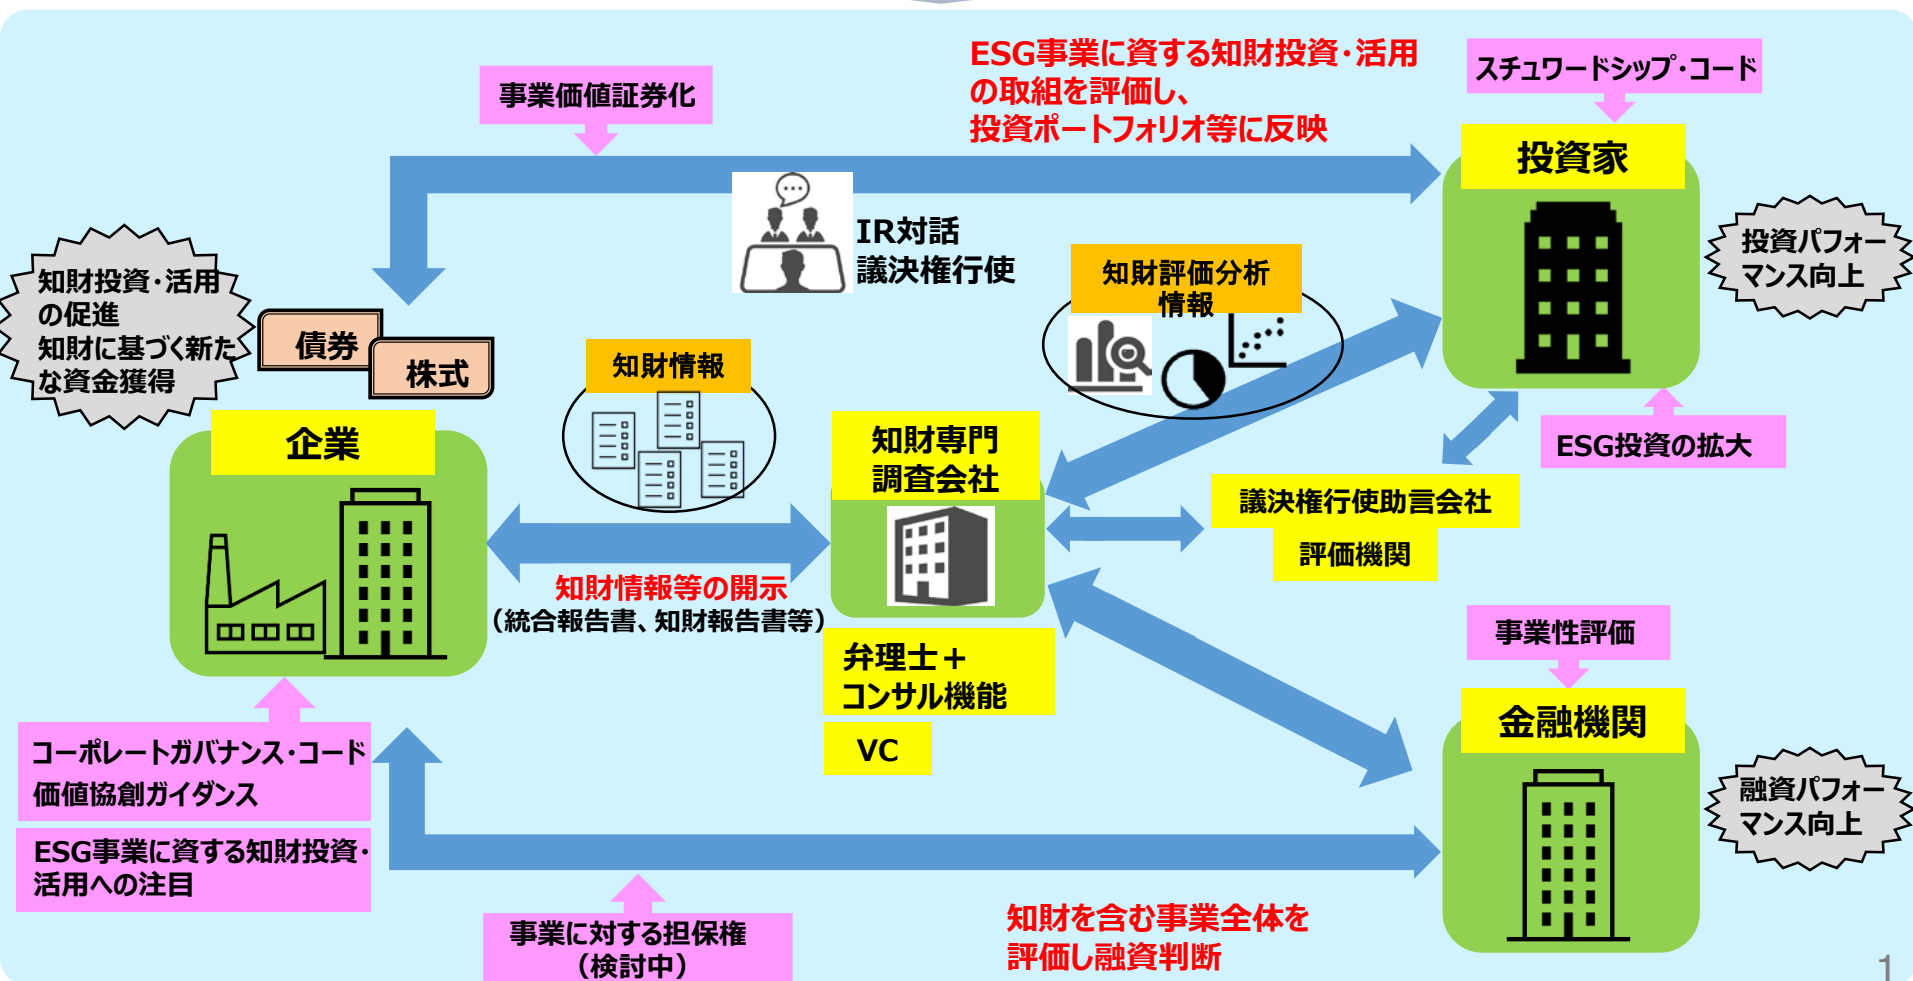 ESG事業に資する知財投資・活用
の取組を評価し、
投資ポートフォリオ等に反映
スチュワードシップ・コード
事業価値証券化
投資家
IR対話
議決権行使
知財評価分析
情報
投資パフォー
マンス向上
知財投資・活用
の促進
知財に基づく新た
な資金獲得
債券
株式
知財情報
企業
知財専門
調査会社
ESG投資の拡大
議決権行使助言会社
評価機関
知財情報等の開示
（統合報告書、知財報告書等）
弁理士＋
コンサル機能
VC
事業性評価
金融機関
コーポレートガバナンス・コード
価値協創ガイダンス
融資パフォー
マンス向上
ESG事業に資する知財投資・
活用への注目
事業に対する担保権
（検討中）
知財を含む事業全体を
評価し融資判断
1